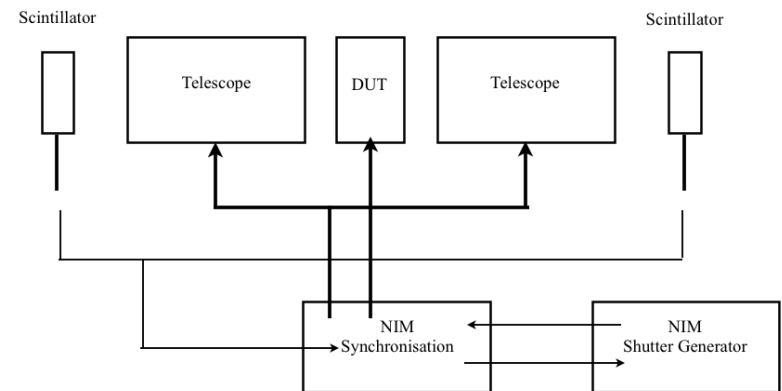 Scintillator
Scintillator
Telescope
DUT
Telescope
NIM
Synchronisation
NIM
Shutter Generator